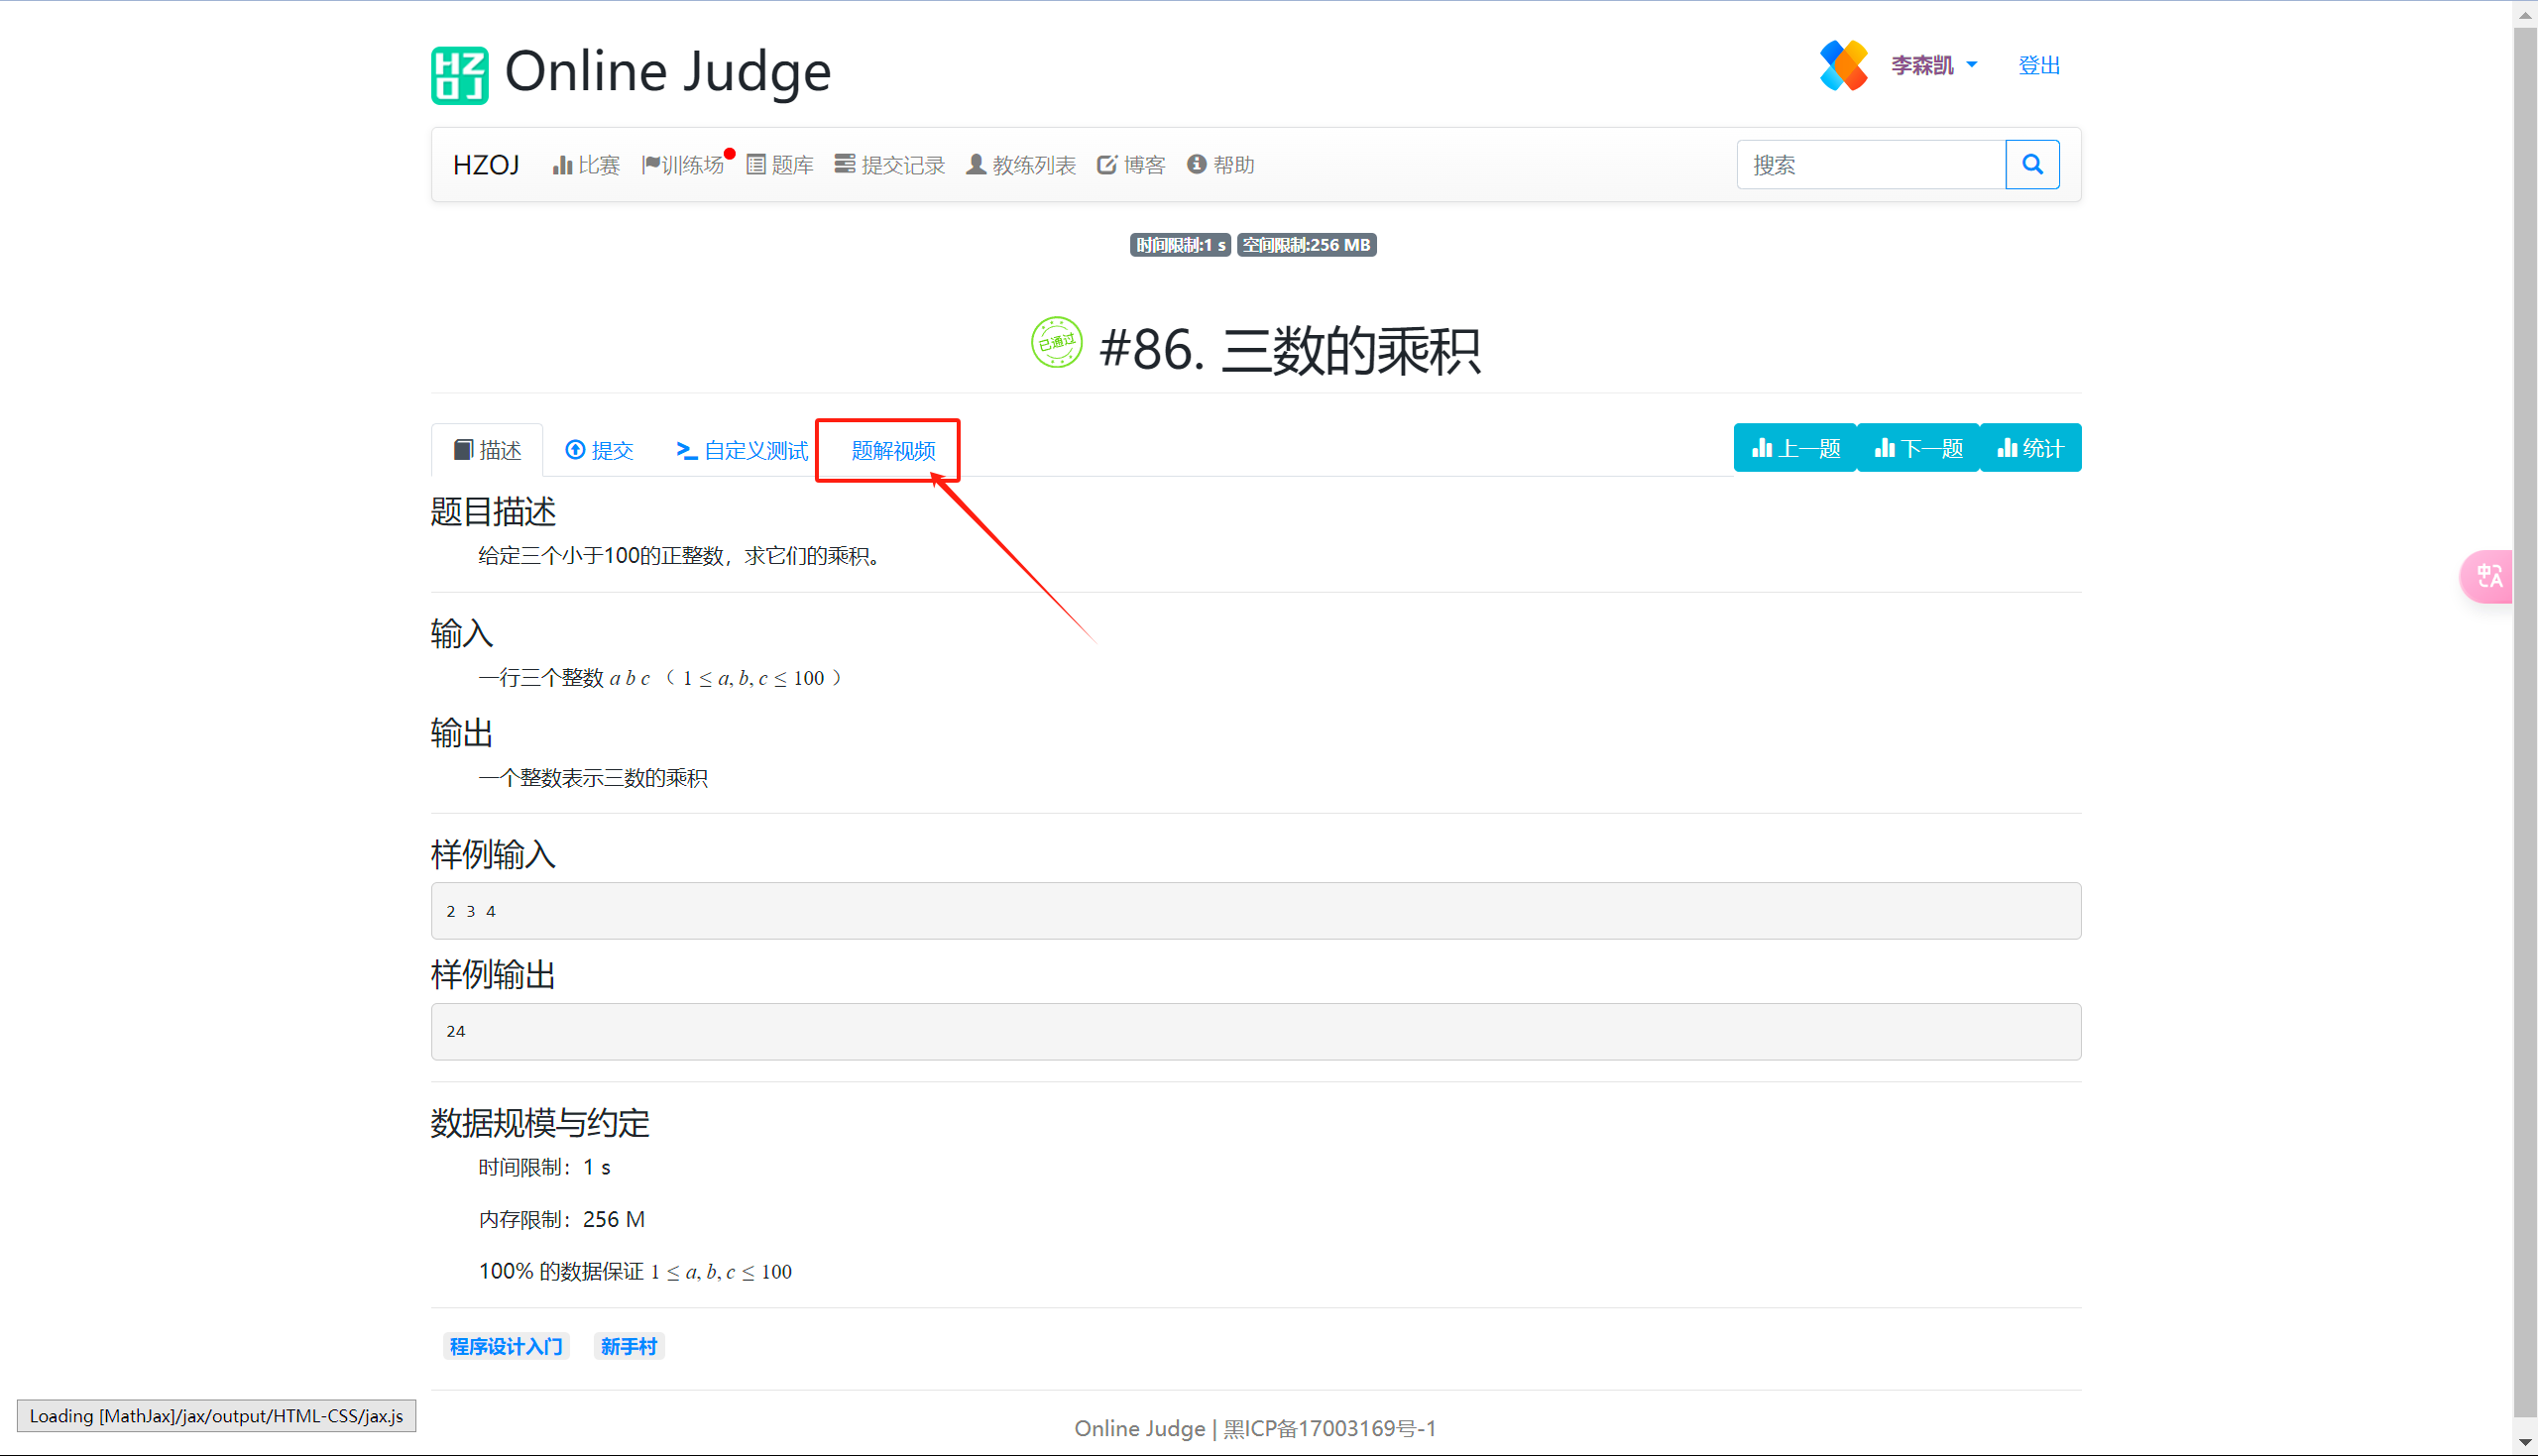 HZOJ Online Judge
李森凯 登出
HZOJ 比赛 训练场 题库 提交记录 教练列表 博客 帮助 搜索
时间限制:1 s 空间限制:256 MB
已通过 #86. 三数的乘积
描述 提交 自定义测试 题解视频 上一题 下一题 统计
题目描述
给定三个小于100的正整数，求它们的乘积。
输入
一行三个整数 a b c （ 1 ≤ a, b, c ≤ 100 ）
输出
一个整数表示三数的乘积
样例输入
2 3 4
样例输出
24
数据规模与约定
时间限制：1 s
内存限制：256 M
100% 的数据保证 1 ≤ a, b, c ≤ 100
程序设计入门 新手村
Loading [MathJax]/jax/output/HTML-CSS/jax.js
Online Judge | 黑ICP备17003169号-1
中A